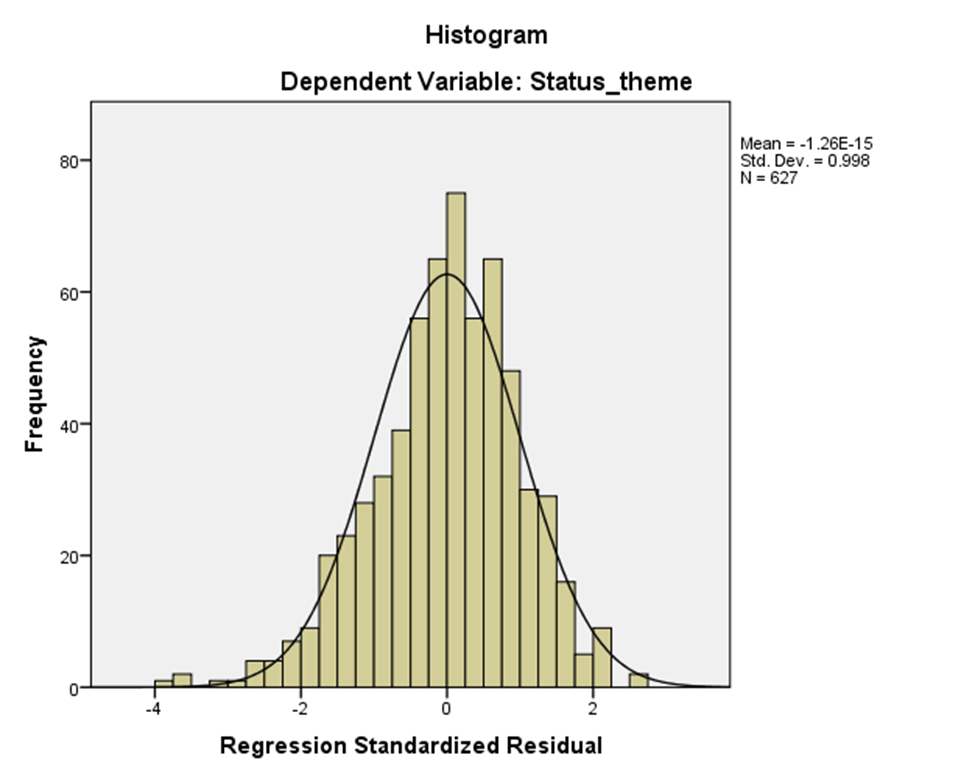 Histogram
Dependent Variable: Status_theme
Mean = -1.26E-15
Std. Dev. = 0.998
N = 627
80
60
40
20
0
Frequency
-4 -2 0 2
Regression Standardized Residual